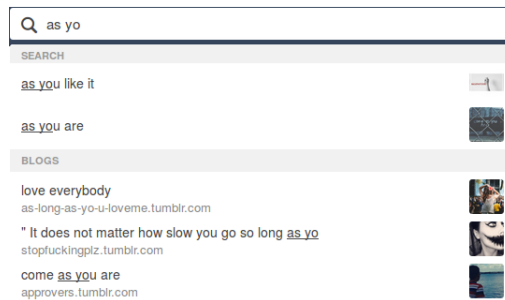 as yo
SEARCH
as you like it
as you are
BLOGS
love everybody
as-long-as-yo-u-loveme.tumblr.com
" It does not matter how slow you go so long as yo
stopfuckingplz.tumblr.com
come as you are
approvers.tumblr.com